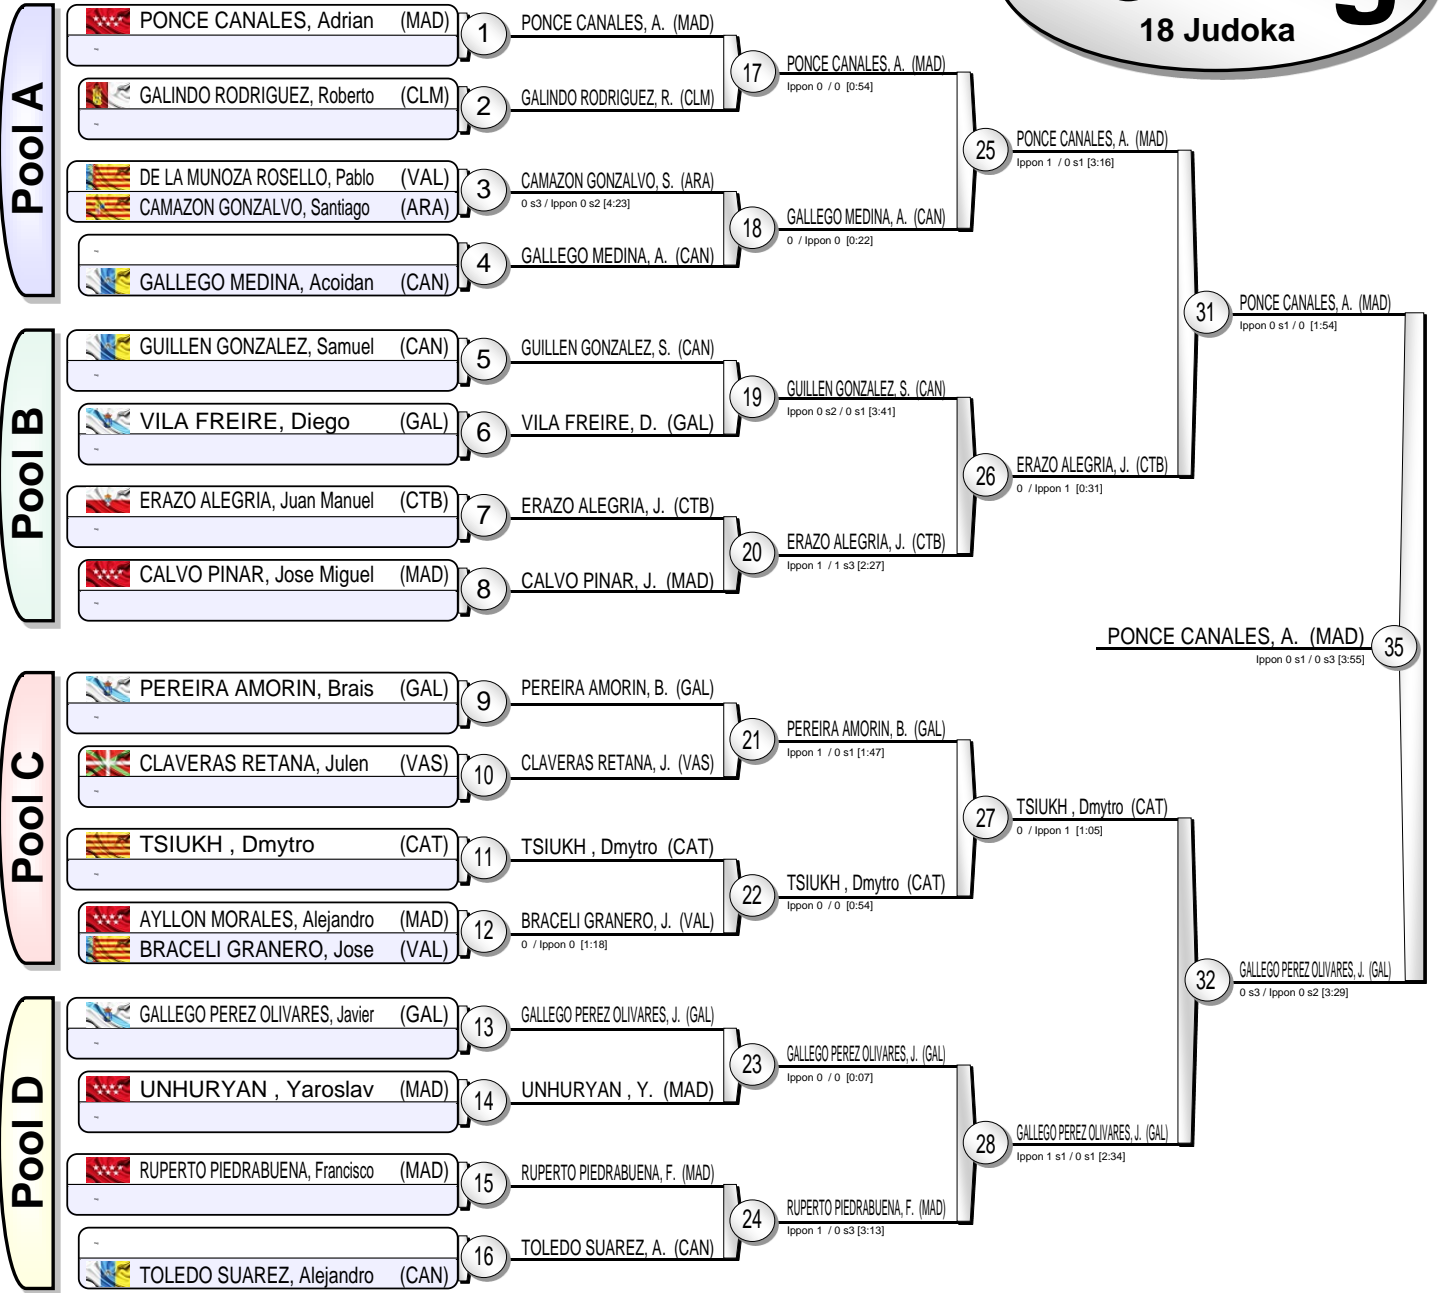 18 Judoka
Pool A
PONCE CANALES, Adrian (MAD)
-
1
PONCE CANALES, A. (MAD)
GALINDO RODRIGUEZ, Roberto (CLM)
-
2
GALINDO RODRIGUEZ, R. (CLM)
17
PONCE CANALES, A. (MAD)
Ippon 0 / 0 [0:54]
DE LA MUNOZA ROSELLO, Pablo (VAL)
CAMAZON GONZALVO, Santiago (ARA)
3
CAMAZON GONZALVO, S. (ARA)
0 s3 / Ippon 0 s2 [4:23]
-
GALLEGO MEDINA, Acoidan (CAN)
4
GALLEGO MEDINA, A. (CAN)
18
GALLEGO MEDINA, A. (CAN)
0 / Ippon 0 [0:22]
25
PONCE CANALES, A. (MAD)
Ippon 1 / 0 s1 [3:16]
Pool B
GUILLEN GONZALEZ, Samuel (CAN)
-
5
GUILLEN GONZALEZ, S. (CAN)
VILA FREIRE, Diego (GAL)
-
6
VILA FREIRE, D. (GAL)
19
GUILLEN GONZALEZ, S. (CAN)
Ippon 0 s2 / 0 s1 [3:41]
ERAZO ALEGRIA, Juan Manuel (CTB)
-
7
ERAZO ALEGRIA, J. (CTB)
CALVO PINAR, Jose Miguel (MAD)
-
8
CALVO PINAR, J. (MAD)
20
ERAZO ALEGRIA, J. (CTB)
Ippon 1 / 1 s3 [2:27]
26
ERAZO ALEGRIA, J. (CTB)
0 / Ippon 1 [0:31]
31
PONCE CANALES, A. (MAD)
Ippon 0 s1 / 0 [1:54]
PONCE CANALES, A. (MAD)
Ippon 0 s1 / 0 s3 [3:55]
35
Pool C
PEREIRA AMORIN, Brais (GAL)
-
9
PEREIRA AMORIN, B. (GAL)
CLAVERAS RETANA, Julen (VAS)
-
10
CLAVERAS RETANA, J. (VAS)
21
PEREIRA AMORIN, B. (GAL)
Ippon 1 / 0 s1 [1:47]
TSIUKH , Dmytro (CAT)
-
11
TSIUKH , Dmytro (CAT)
AYLLON MORALES, Alejandro (MAD)
BRACELI GRANERO, Jose (VAL)
12
BRACELI GRANERO, J. (VAL)
0 / Ippon 0 [1:18]
22
TSIUKH , Dmytro (CAT)
Ippon 0 / 0 [0:54]
27
TSIUKH , Dmytro (CAT)
0 / Ippon 1 [1:05]
Pool D
GALLEGO PEREZ OLIVARES, Javier (GAL)
-
13
GALLEGO PEREZ OLIVARES, J. (GAL)
UNHURYAN , Yaroslav (MAD)
-
14
UNHURYAN , Y. (MAD)
23
GALLEGO PEREZ OLIVARES, J. (GAL)
Ippon 0 / 0 [0:07]
RUPERTO PIEDRABUENA, Francisco (MAD)
-
15
RUPERTO PIEDRABUENA, F. (MAD)
-
TOLEDO SUAREZ, Alejandro (CAN)
16
TOLEDO SUAREZ, A. (CAN)
24
RUPERTO PIEDRABUENA, F. (MAD)
Ippon 1 / 0 s3 [3:13]
28
GALLEGO PEREZ OLIVARES, J. (GAL)
Ippon 1 s1 / 0 s1 [2:34]
32
GALLEGO PEREZ OLIVARES, J. (GAL)
0 s3 / Ippon 0 s2 [3:29]